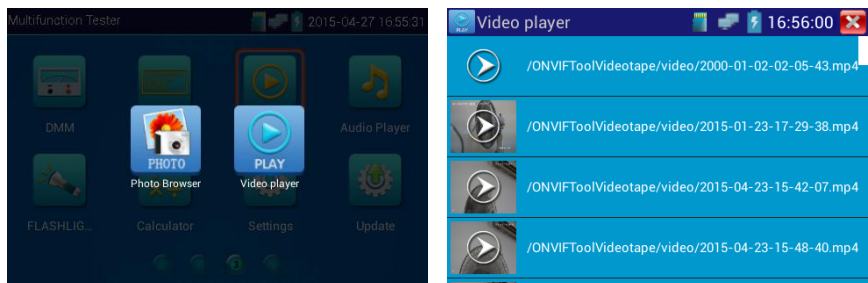 Multifunction Tester
2015-04-27 16:55:31
DMM
Audio Player
PHOTO
PLAY
Photo Browser
Video player
FLASHLIG...
Calculator
Settings
Update
3
PLAY
Video player
16:56:00
/ONVIFToolVideotape/video/2000-01-02-02-05-43.mp4
/ONVIFToolVideotape/video/2015-01-23-17-29-38.mp4
/ONVIFToolVideotape/video/2015-04-23-15-42-07.mp4
/ONVIFToolVideotape/video/2015-04-23-15-48-40.mp4